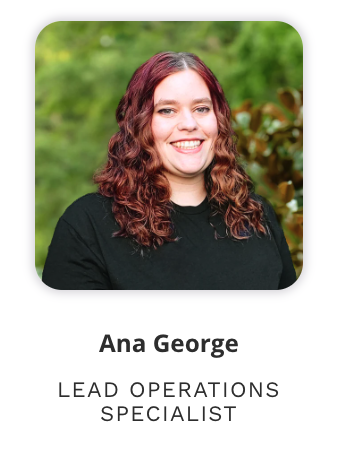 Ana George
LEAD OPERATIONS
SPECIALIST